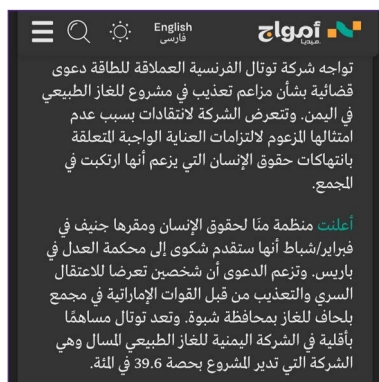 English
فارسی
أمواج
ميديا
تواجه شركة توتال الفرنسية العملاقة للطاقة دعوى
قضائية بشأن مزاعم تعذيب في مشروع للغاز الطبيعي
في اليمن. وتتعرض الشركة لانتقادات بسبب عدم
امتثالها المزعوم لالتزامات العناية الواجبة المتعلقة
بانتهاكات حقوق الإنسان التي يزعم أنها ارتكبت في
المجمع.
أعلنت منظمة منَا لحقوق الإنسان ومقرها جنيف في
فبراير/شباط أنها ستقدم شكوى إلى محكمة العدل في
باريس. وتزعم الدعوى أن شخصين تعرضا للاعتقال
السري والتعذيب من قبل القوات الإماراتية في مجمع
بلحاف للغاز بمحافظة شبوة. وتعد توتال مساهمًا
بأقلية في الشركة اليمنية للغاز الطبيعي المسال وهي
الشركة التي تدير المشروع بحصة 39.6 في المئة.